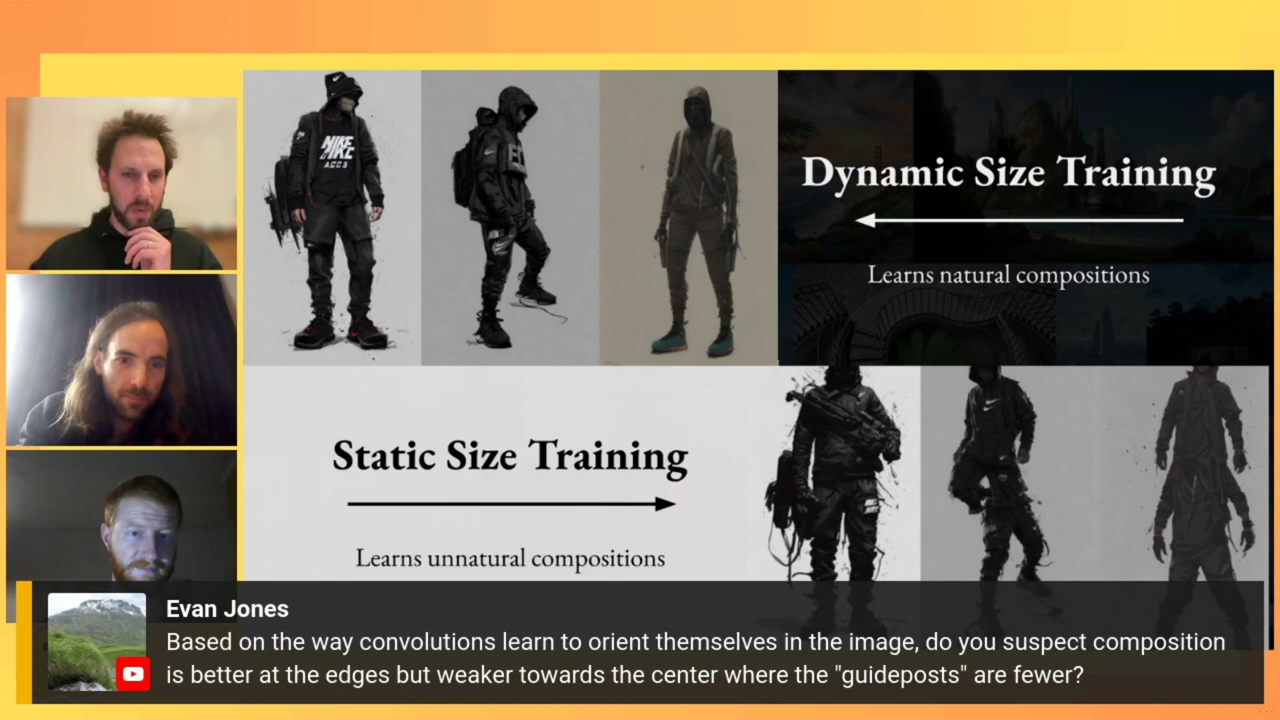 NIKE
ACCS
Dynamic Size Training
Learns natural compositions
Static Size Training
Learns unnatural compositions
Evan Jones
Based on the way convolutions learn to orient themselves in the image, do you suspect composition
is better at the edges but weaker towards the center where the "guideposts" are fewer?